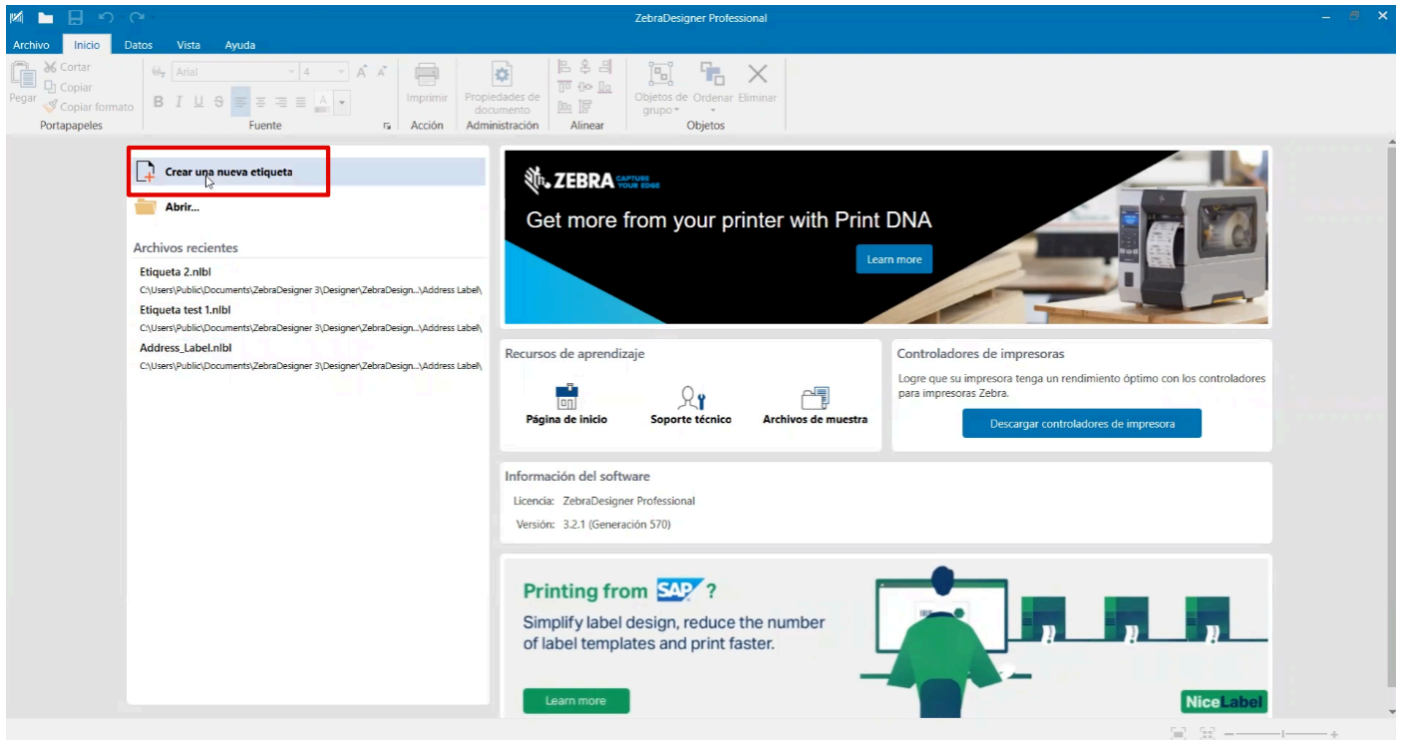 ZebraDesigner Professional
Archivo Inicio Datos Vista Ayuda
Pegar
Cortar
Copiar
Copiar formato
Portapapeles
Arial 4
B I U S
Fuente
Imprimir
Acción
Propiedades de
documento
Administración
Alinear
Objetos de
grupo
Ordenar
Eliminar
Objetos
Crear una nueva etiqueta
Abrir...
Archivos recientes
Etiqueta 2.nlbl
C:\Users\Public\Documents\ZebraDesigner 3\Designer\ZebraDesign...\Address Label\
Etiqueta test 1.nlbl
C:\Users\Public\Documents\ZebraDesigner 3\Designer\ZebraDesign...\Address Label\
Address_Label.nlbl
C:\Users\Public\Documents\ZebraDesigner 3\Designer\ZebraDesign...\Address Label\
ZEBRA CAPTURE
YOUR EDGE
Get more from your printer with Print DNA
Learn more
Recursos de aprendizaje
Página de inicio Soporte técnico Archivos de muestra
Controladores de impresoras
Logre que su impresora tenga un rendimiento óptimo con los controladores
para impresoras Zebra.
Descargar controladores de impresora
Información del software
Licencia: ZebraDesigner Professional
Versión: 3.2.1 (Generación 570)
Printing from SAP ?
Simplify label design, reduce the number
of label templates and print faster.
Learn more
NiceLabel